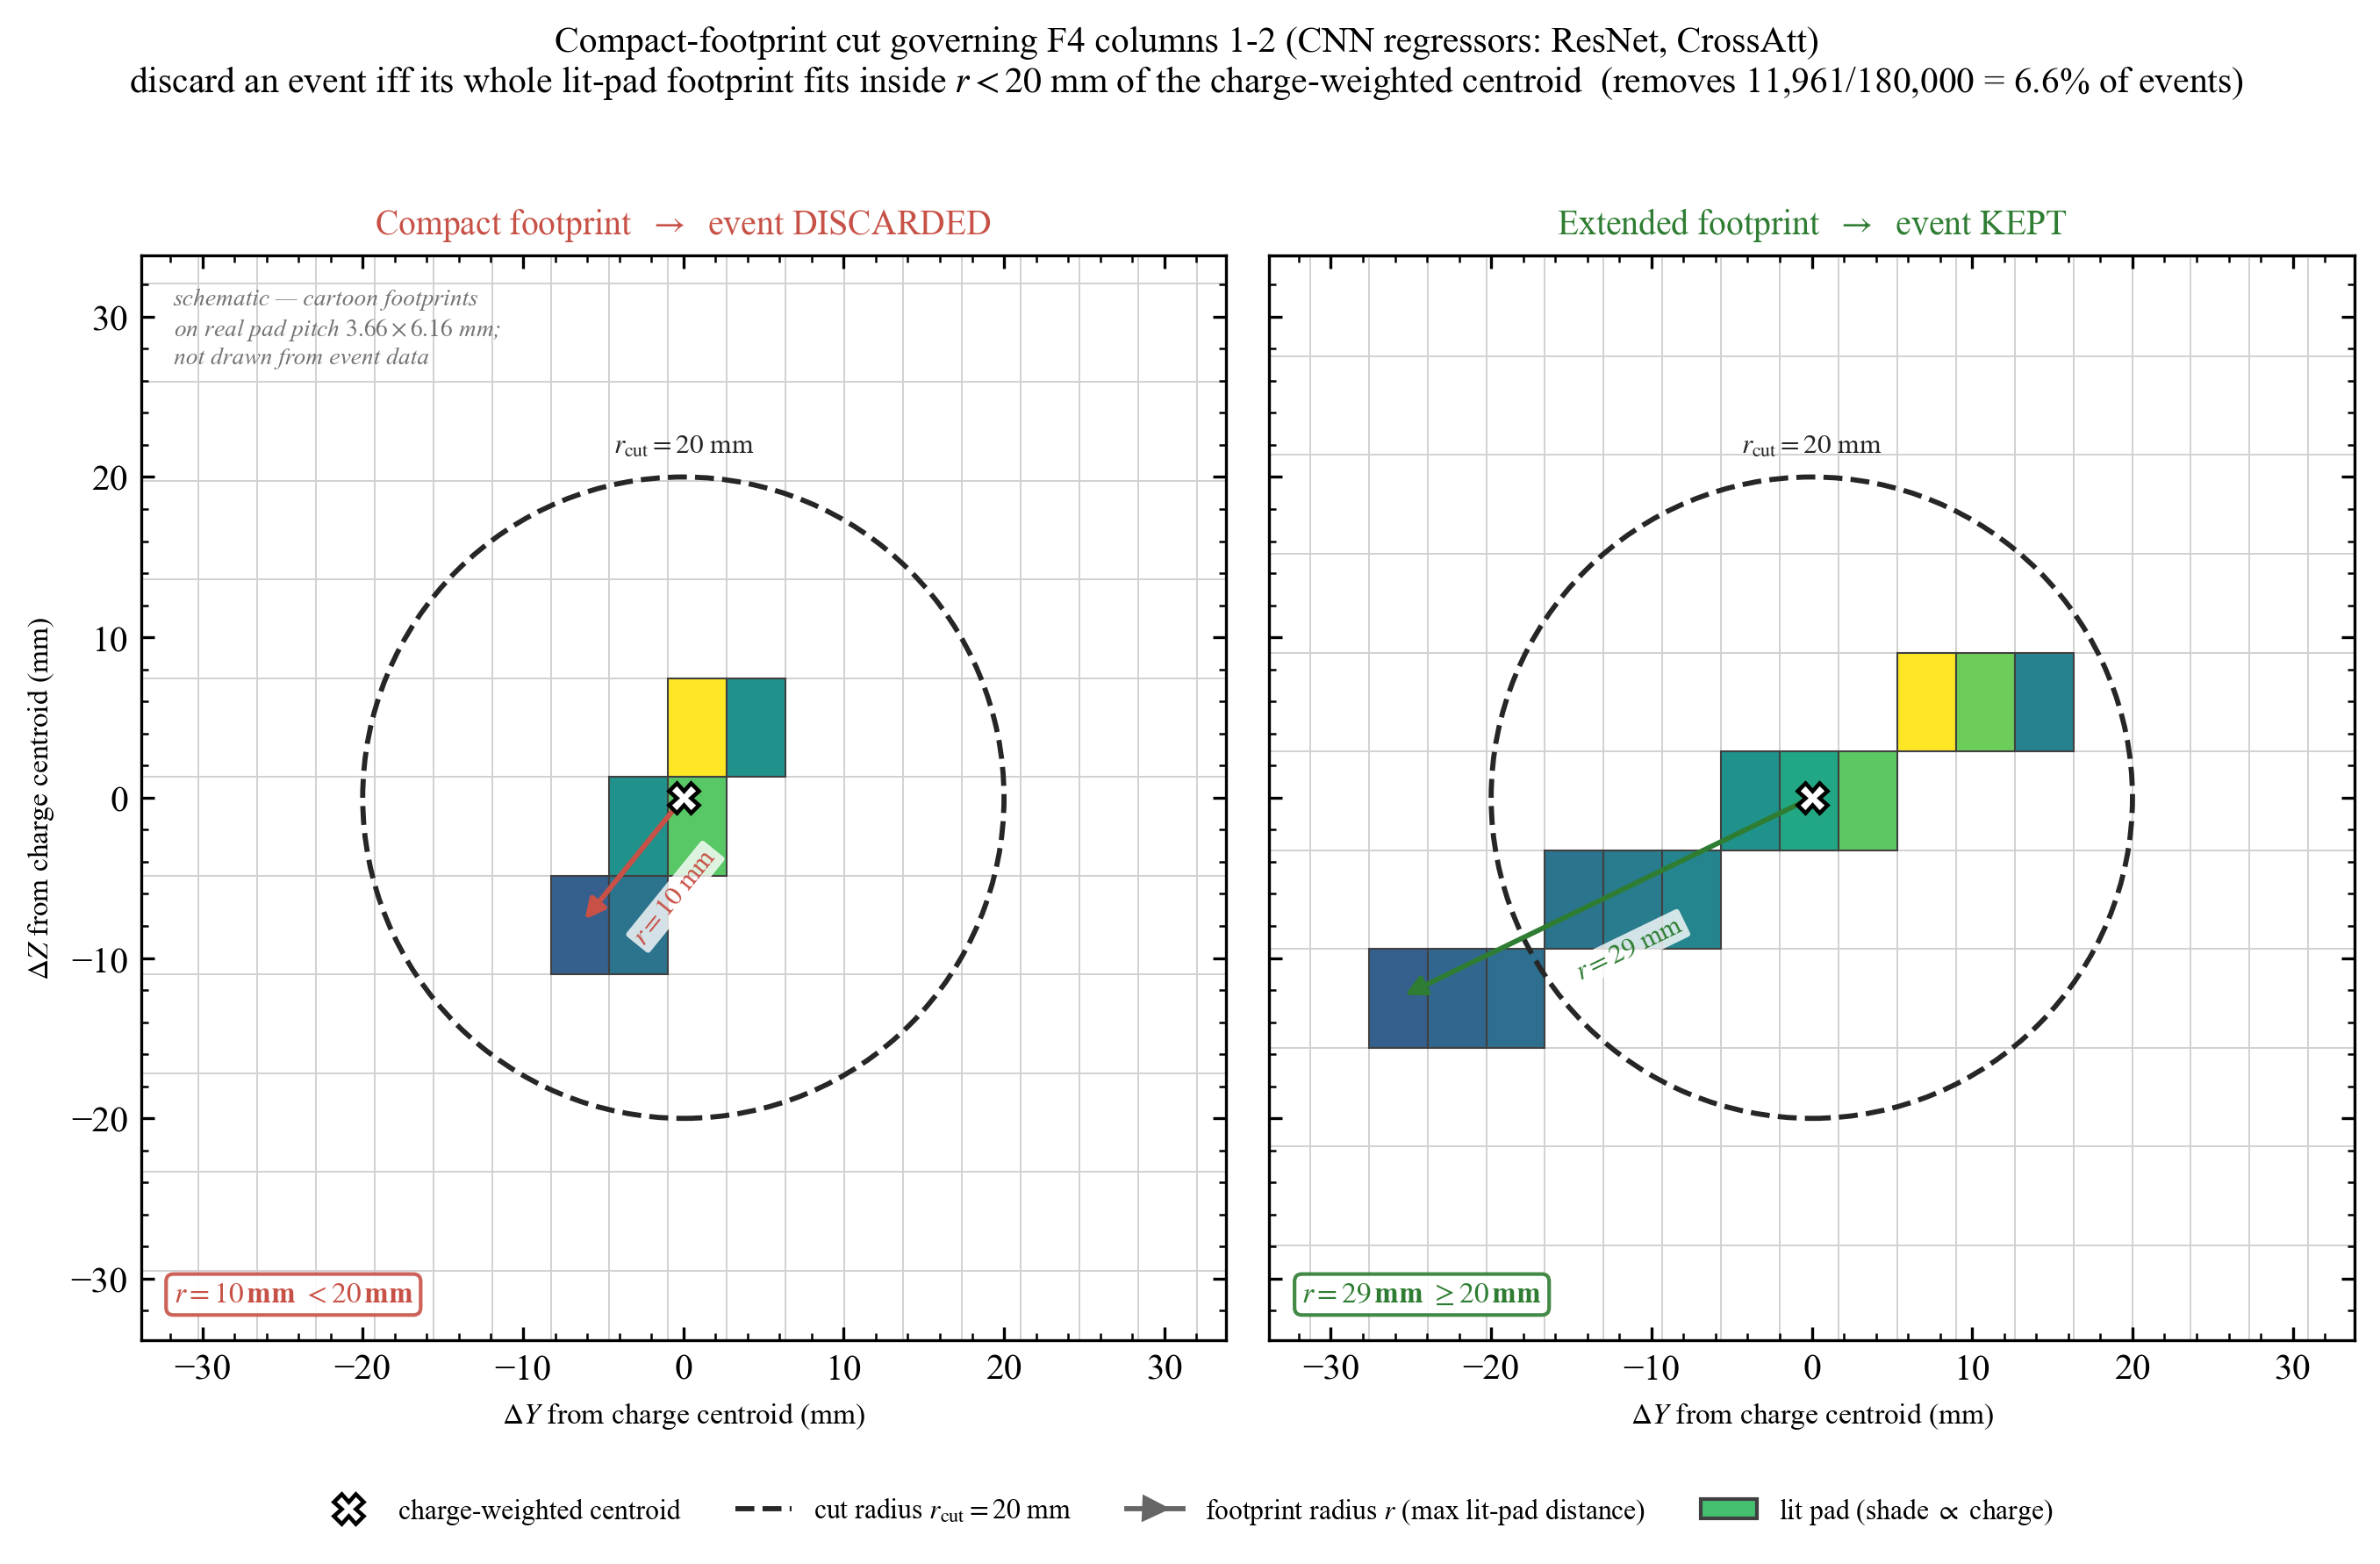 Compact-footprint cut governing F4 columns 1-2 (CNN regressors: ResNet, CrossAtt)
discard an event iff its whole lit-pad footprint fits inside r < 20 mm of the charge-weighted centroid (removes 11,961/180,000 = 6.6% of events)
Compact footprint → event DISCARDED
schematic — cartoon footprints
on real pad pitch 3.66×6.16 mm;
not drawn from event data
r_cut = 20 mm
r = 10 mm
r = 10 mm < 20 mm
30
20
10
0
−10
−20
−30
ΔZ from charge centroid (mm)
−30 −20 −10 0 10 20 30
ΔY from charge centroid (mm)
Extended footprint → event KEPT
r_cut = 20 mm
r = 29 mm
r = 29 mm ≥ 20 mm
−30 −20 −10 0 10 20 30
ΔY from charge centroid (mm)
charge-weighted centroid
cut radius r_cut = 20 mm
footprint radius r (max lit-pad distance)
lit pad (shade ∝ charge)